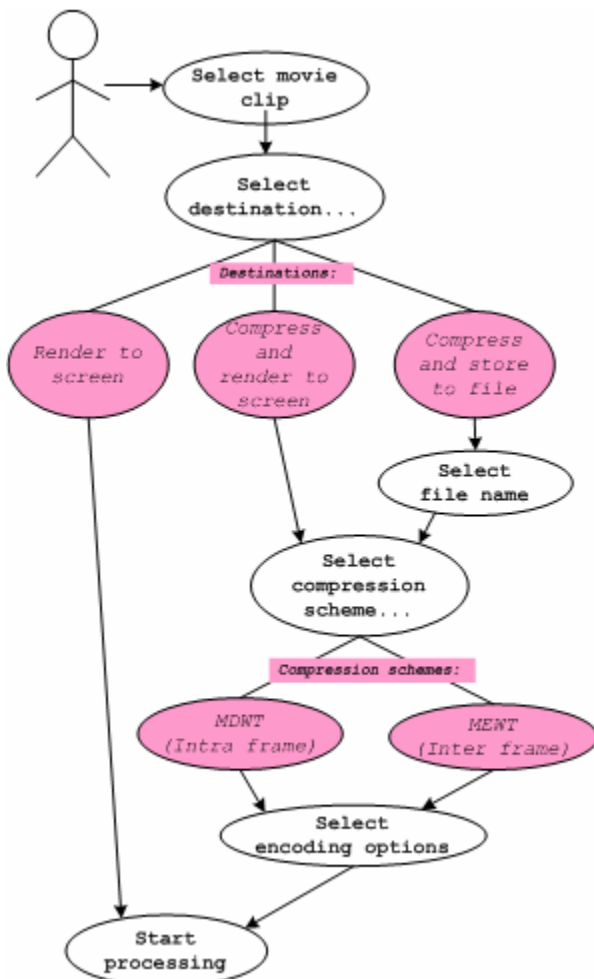 Select movie
clip
Select
destination...
Destinations:
Render to
screen
Compress
and
render to
screen
Compress
and store
to file
Select
file name
Select
compression
scheme...
Compression schemes:
MDWT
(Intra frame)
MEWT
(Inter frame)
Select
encoding options
Start
processing